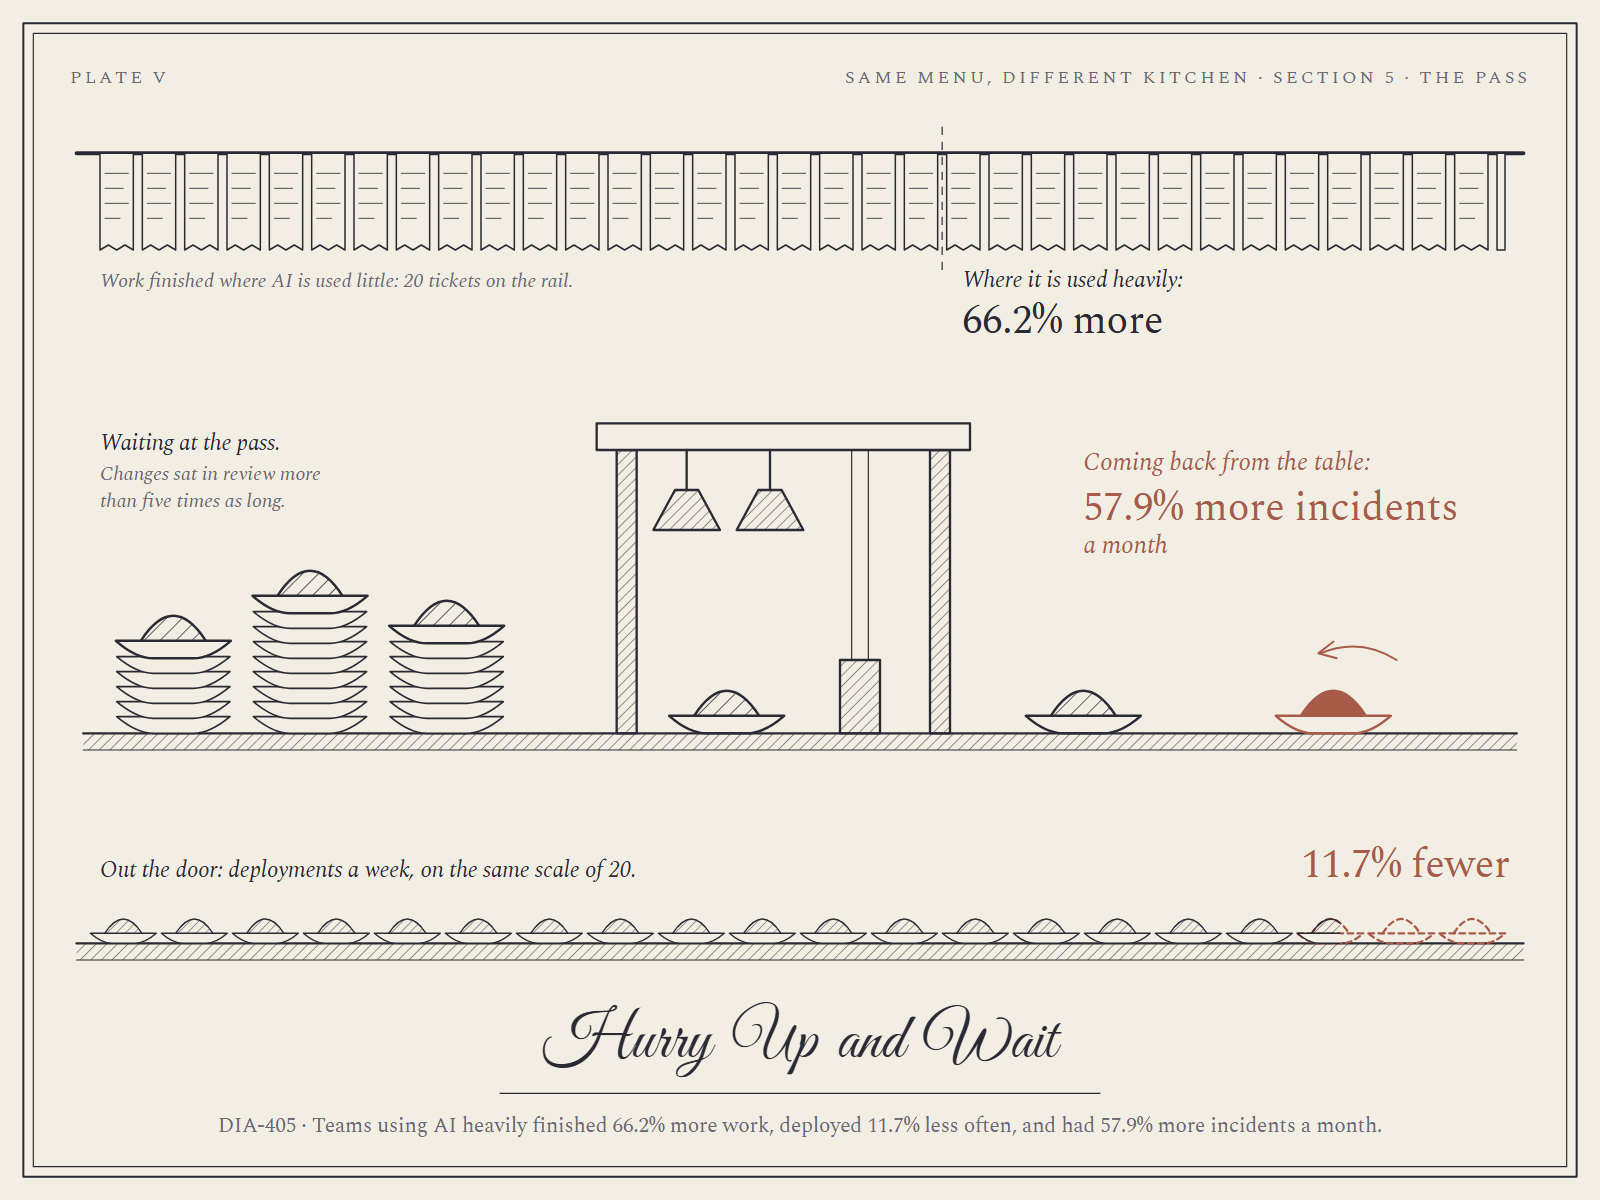 PLATE V
SAME MENU, DIFFERENT KITCHEN · SECTION 5 · THE PASS
Work finished where AI is used little: 20 tickets on the rail.
Where it is used heavily:
66.2% more
Waiting at the pass.
Changes sat in review more
than five times as long.
Coming back from the table:
57.9% more incidents
a month
Out the door: deployments a week, on the same scale of 20.
11.7% fewer
Hurry Up and Wait
DIA-405 · Teams using AI heavily finished 66.2% more work, deployed 11.7% less often, and had 57.9% more incidents a month.